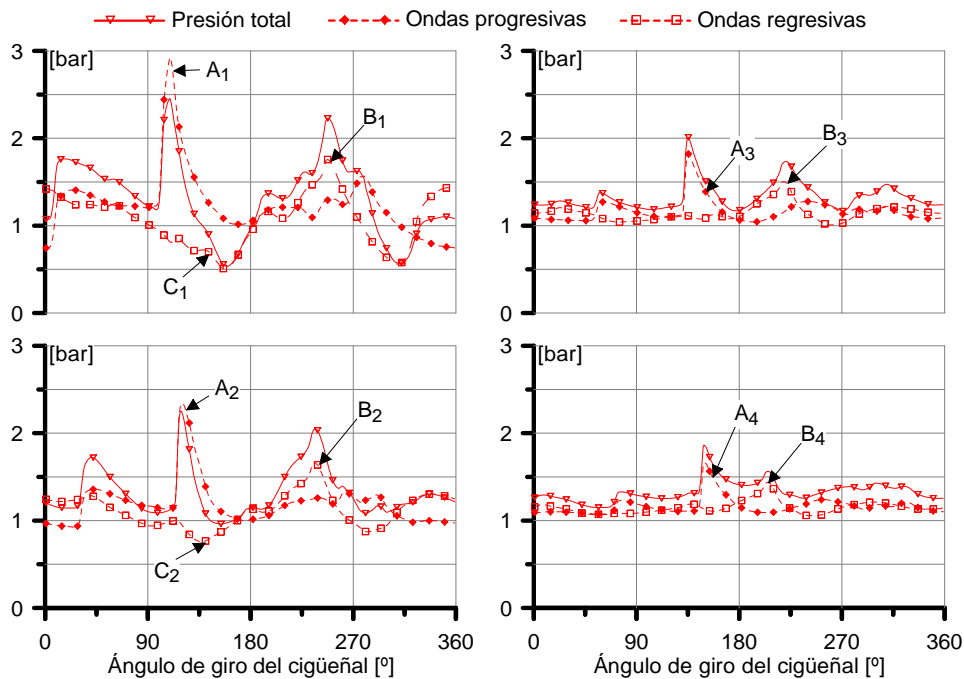 Presión total
Ondas progresivas
Ondas regresivas
3
[bar]
A1
B1
2
1
C1
0
[bar]
A3
B3
3
[bar]
A2
B2
2
1
C2
0
0 90 180 270 360
Ángulo de giro del cigüeñal [º]
3
2
1
0
3
[bar]
A4
B4
2
1
0
0 90 180 270 360
Ángulo de giro del cigüeñal [º]